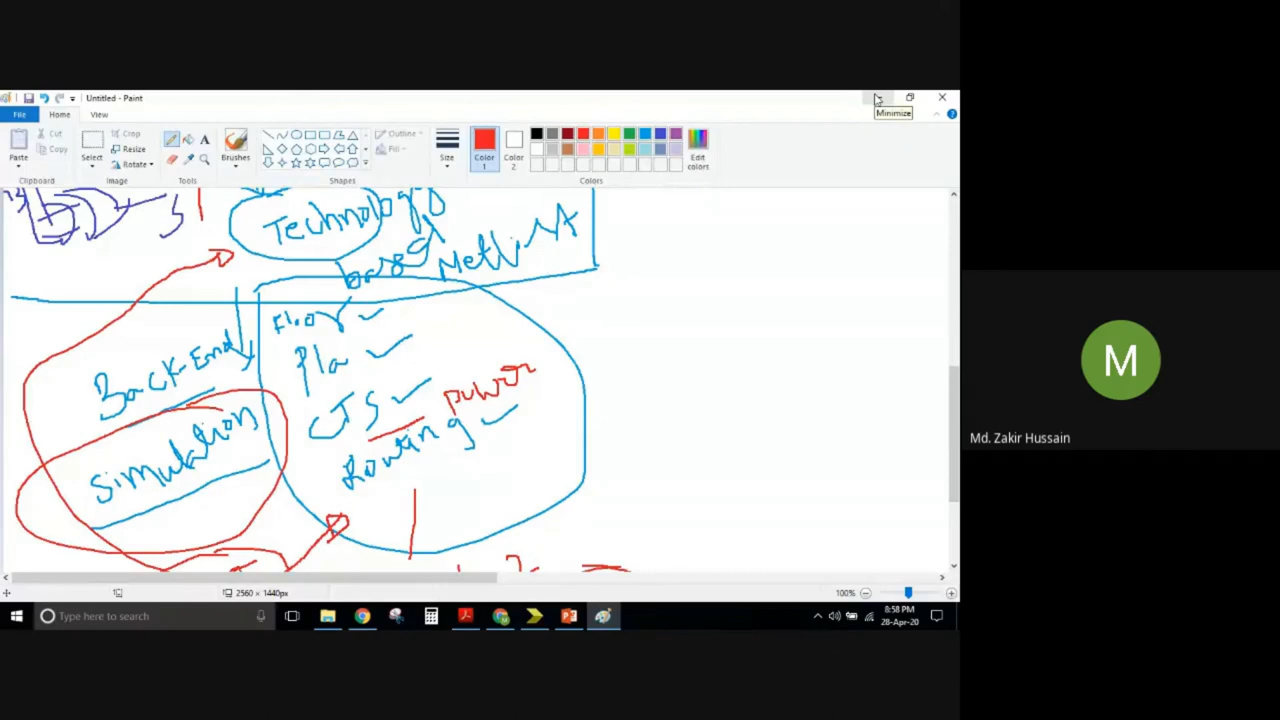 Untitled - Paint
Minimize
File
Home
View
Paste
Cut
Copy
Clipboard
Select
Crop
Resize
Rotate
Image
Tools
Brushes
Shapes
Outline
Fill
Size
Color 1
Color 2
Edit colors
Colors
Technology
based
Netlist
Floor
Back-End
Pla
CTS
power
Routing
simulation
2560 × 1440px
100%
Type here to search
8:58 PM
28-Apr-20
M
Md. Zakir Hussain